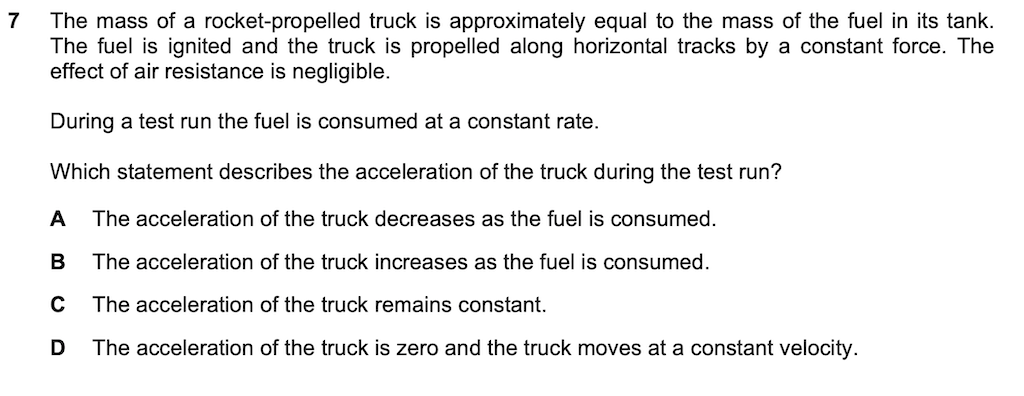 7 The mass of a rocket-propelled truck is approximately equal to the mass of the fuel in its tank.
The fuel is ignited and the truck is propelled along horizontal tracks by a constant force. The
effect of air resistance is negligible.
During a test run the fuel is consumed at a constant rate.
Which statement describes the acceleration of the truck during the test run?
A The acceleration of the truck decreases as the fuel is consumed.
B The acceleration of the truck increases as the fuel is consumed.
C The acceleration of the truck remains constant.
D The acceleration of the truck is zero and the truck moves at a constant velocity.